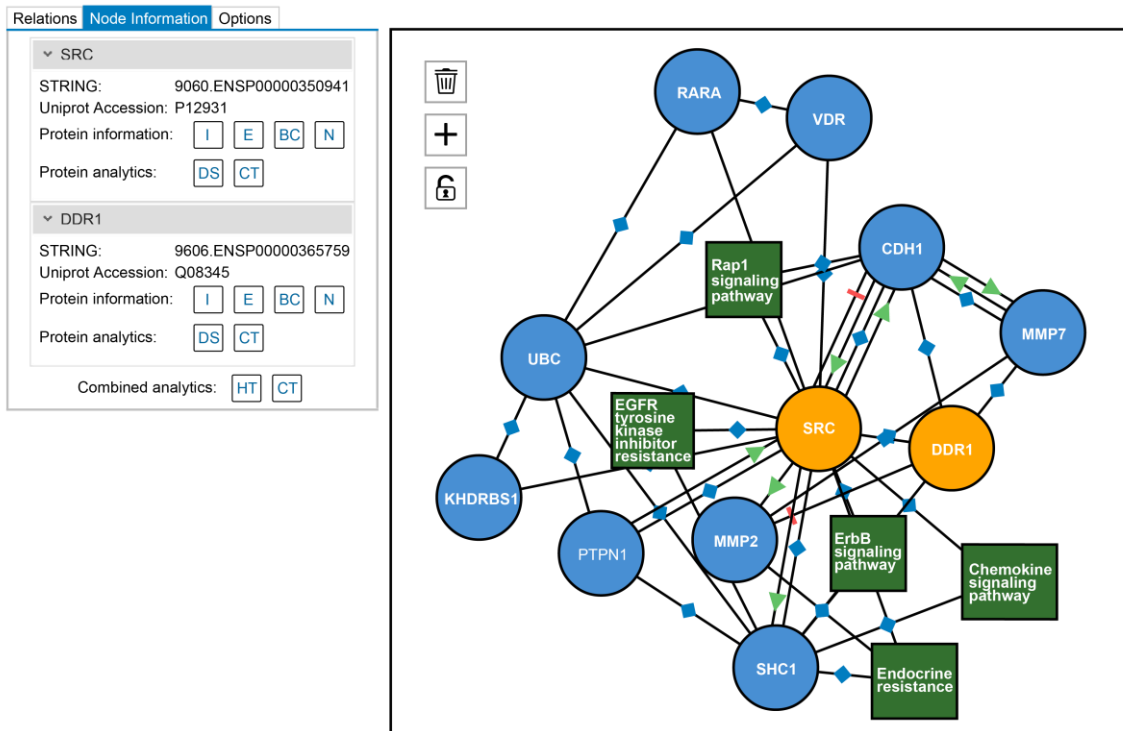 Relations Node Information Options
SRC
STRING: 9060.ENSP00000350941
Uniprot Accession: P12931
Protein information: I E BC N
Protein analytics: DS CT
DDR1
STRING: 9606.ENSP00000365759
Uniprot Accession: Q08345
Protein information: I E BC N
Protein analytics: DS CT
Combined analytics: HT CT
RARA
VDR
CDH1
Rap1
signaling
pathway
MMP7
UBC
EGFR
tyrosine
kinase
inhibitor
resistance
SRC
DDR1
KHDRBS1
PTPN1
MMP2
ErbB
signaling
pathway
Chemokine
signaling
pathway
SHC1
Endocrine
resistance